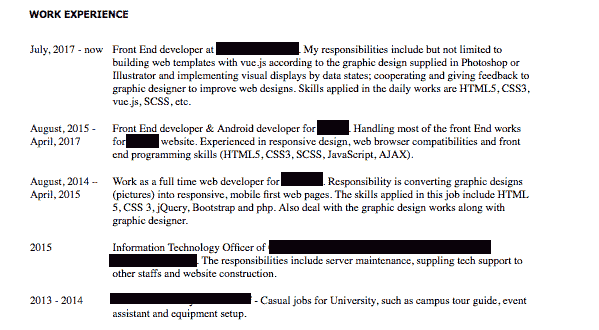 WORK EXPERIENCE
July, 2017 - now Front End developer at . My responsibilities include but not limited to
building web templates with vue.js according to the graphic design supplied in Photoshop or
Illustrator and implementing visual displays by data states; cooperating and giving feedback to
graphic designer to improve web designs. Skills applied in the daily works are HTML5, CSS3,
vue.js, SCSS, etc.
August, 2015 - Front End developer & Android developer for . Handling most of the front End works
April, 2017 for website. Experienced in responsive design, web browser compatibilities and front
end programming skills (HTML5, CSS3, SCSS, JavaScript, AJAX).
August, 2014 – Work as a full time web developer for . Responsibility is converting graphic designs
April, 2015 (pictures) into responsive, mobile first web pages. The skills applied in this job include HTML
5, CSS 3, jQuery, Bootstrap and php. Also deal with the graphic design works along with
graphic designer.
2015 Information Technology Officer of
. The responsibilities include server maintenance, suppling tech support to
other staffs and website construction.
2013 - 2014 - Casual jobs for University, such as campus tour guide, event
assistant and equipment setup.